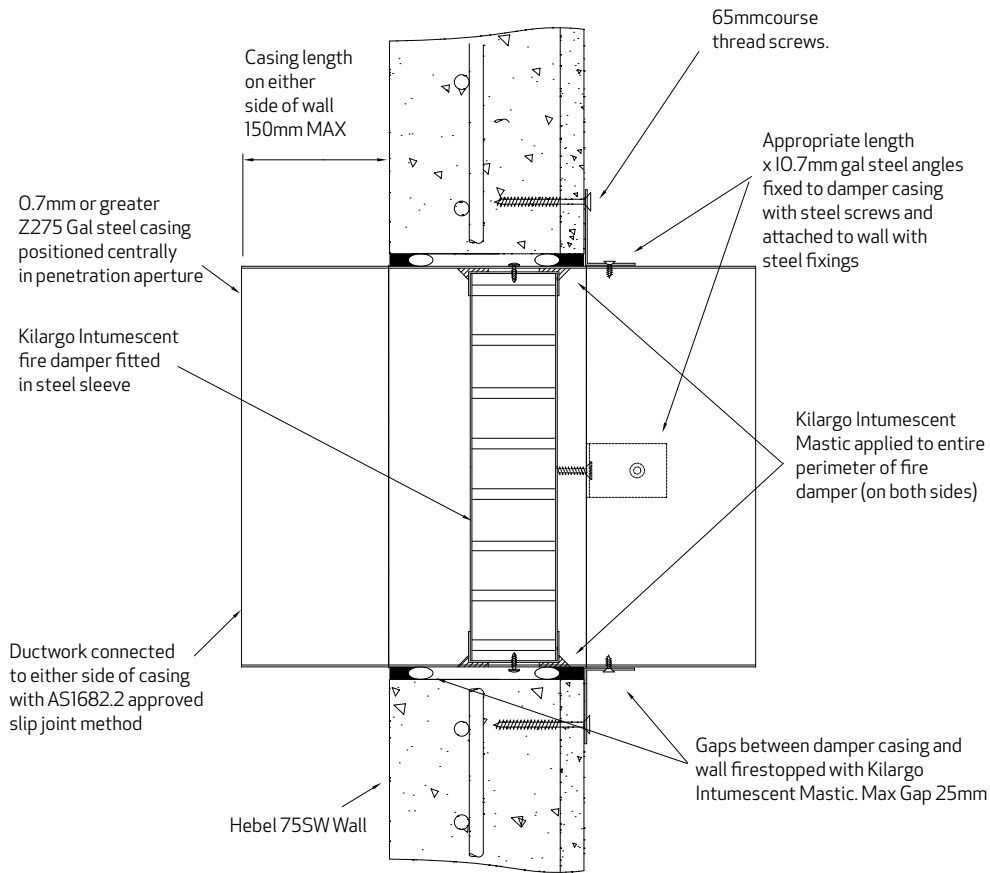 65mmcourse
thread screws.
Casing length
on either
side of wall
150mm MAX
Appropriate length
x I0.7mm gal steel angles
fixed to damper casing
with steel screws and
attached to wall with
steel fixings
0.7mm or greater
Z275 Gal steel casing
positioned centrally
in penetration aperture
Kilargo Intumescent
fire damper fitted
in steel sleeve
Kilargo Intumescent
Mastic applied to entire
perimeter of fire
damper (on both sides)
Ductwork connected
to either side of casing
with AS1682.2 approved
slip joint method
Gaps between damper casing and
wall firestopped with Kilargo
Intumescent Mastic. Max Gap 25mm
Hebel 75SW Wall